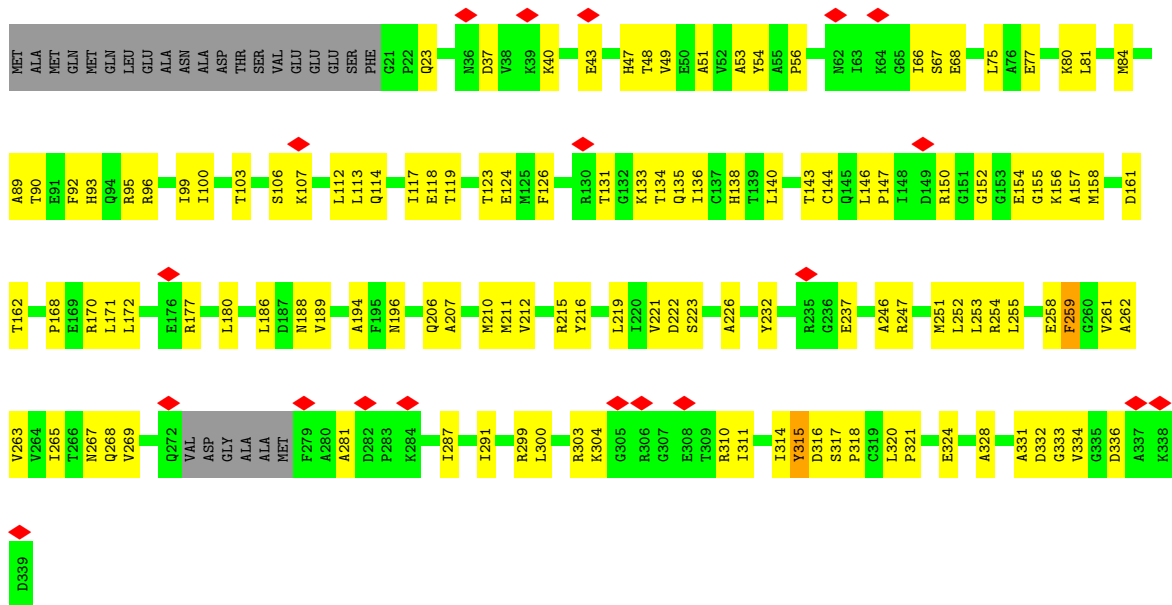 MET ALA MET GLN MET GLN LEU GLU ALA ASN ALA ASP THR SER VAL GLU GLU GLU SER PHE G21 P22 Q23 N36 D37 V38 K39 K40 E43 H47 T48 V49 E50 A51 V52 A53 Y54 A55 P56 N62 I63 K64 G65 I66 S67 E68 L75 A76 E77 K80 L81 M84
A89 T90 E91 F92 H93 Q94 R95 R96 I99 I100 T103 S106 K107 L112 L113 Q114 I117 E118 T119 T123 E124 M125 F126 R130 T131 G132 K133 T134 Q135 I136 C137 H138 T139 L140 T143 C144 Q145 L146 P147 I148 D149 R150 G151 G152 G153 E154 G155 K156 A157 M158 D161
T162 P168 E169 R170 L171 L172 E176 R177 L180 L186 D187 N188 V189 A194 F195 N196 Q206 A207 M210 M211 V212 R215 Y216 L219 I220 V221 D222 S223 A226 Y232 R235 G236 E237 A246 R247 M251 L252 L253 R254 L255 E258 F259 G260 V261 A262
V263 V264 I265 T266 N267 Q268 V269 Q272 VAL ASP GLY ALA ALA MET F279 A280 A281 D282 P283 K284 I287 I291 R299 L300 R303 K304 G305 R306 G307 E308 T309 R310 I311 I314 Y315 D316 S317 P318 C319 L320 P321 E324 A328 A331 D332 G333 V334 G335 D336 A337 K338
D339